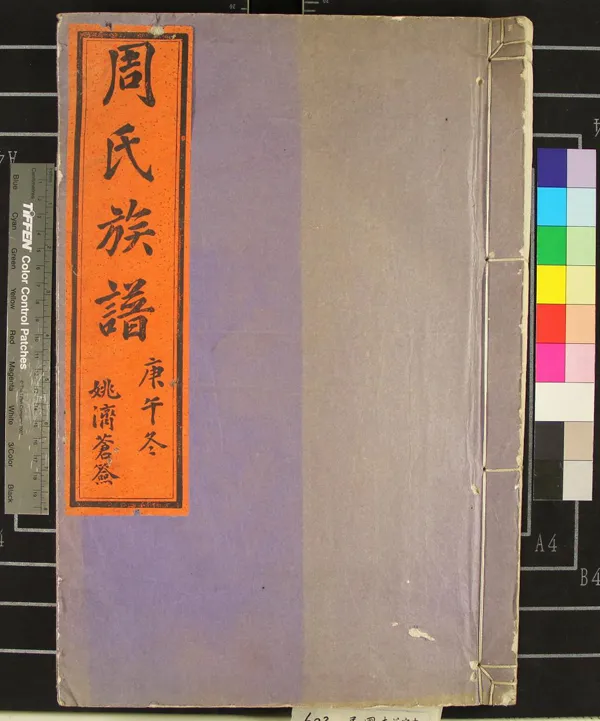 周氏族譜
庚午冬
姚濟蒼簽
TIFFEN Color Control Patches
Blue
Cyan
Green
Yellow
Red
Magenta
White
3/Color
Black
A4
B4